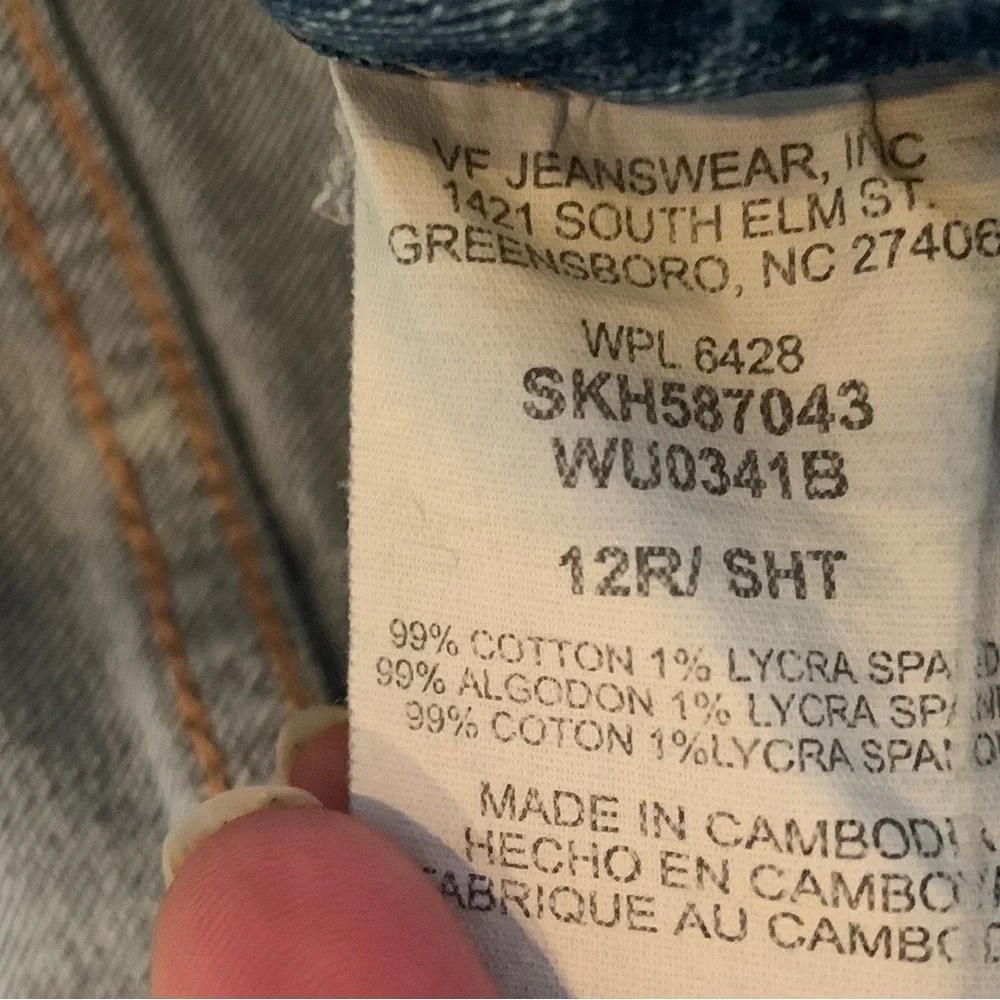 VF JEANSWEAR, INC
1421 SOUTH ELM ST.
GREENSBORO, NC 27406
WPL 6428
SKH587043
WU0341B
12R/ SHT
99% COTTON 1% LYCRA
99% ALGODON 1% LYCRA
99% COTON 1%LYCRA
MADE IN
HECHO EN
AU